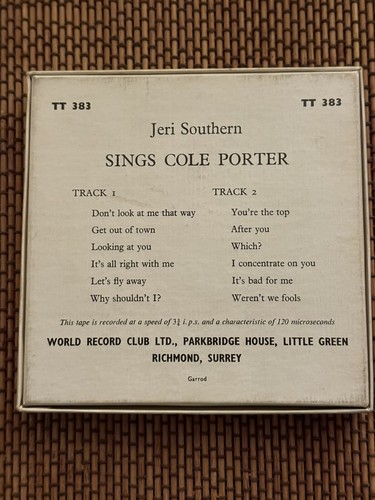 TT 383 TT 383
Jeri Southern
SINGS COLE PORTER
TRACK 1
Don't look at me that way
Get out of town
Looking at you
It's all right with me
Let's fly away
Why shouldn't I?
TRACK 2
You're the top
After you
Which?
I concentrate on you
It's bad for me
Weren't we fools
This tape is recorded at a speed of 3¾ i.p.s. and a characteristic of 120 microseconds
WORLD RECORD CLUB LTD., PARKBRIDGE HOUSE, LITTLE GREEN
RICHMOND, SURREY
Garrod